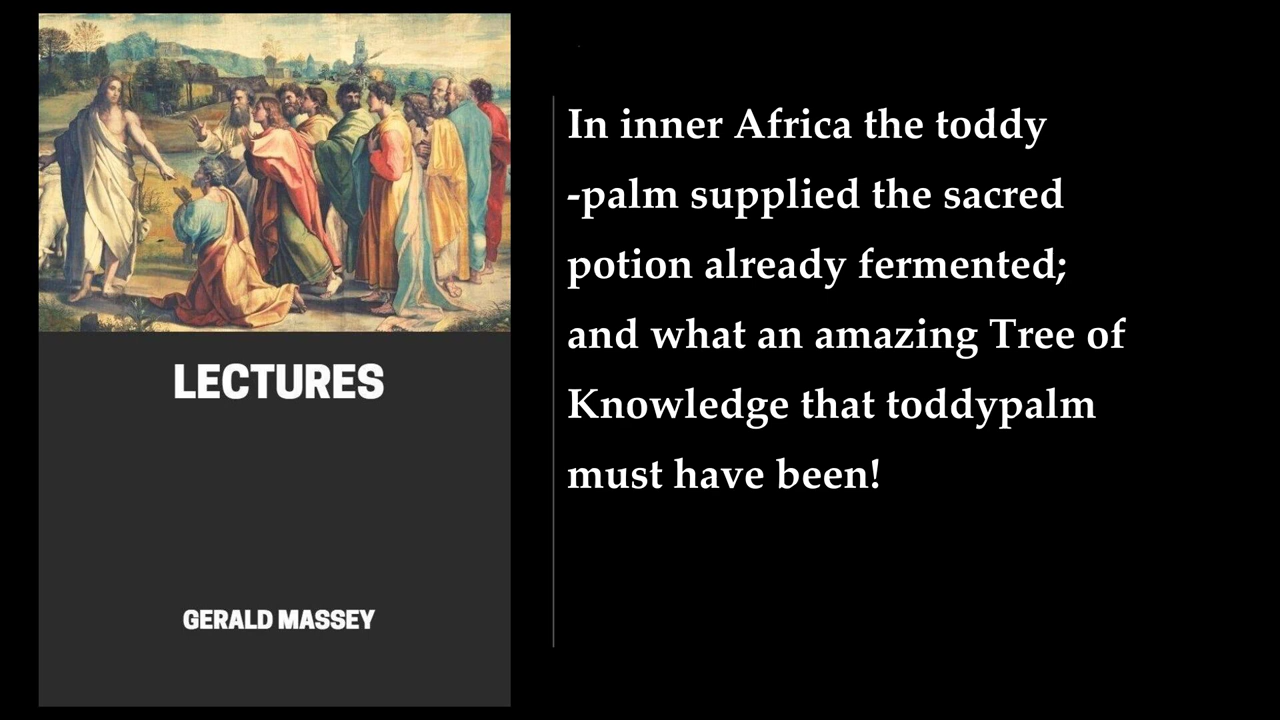 LECTURES
GERALD MASSEY
In inner Africa the toddy
-palm supplied the sacred
potion already fermented;
and what an amazing Tree of
Knowledge that toddypalm
must have been!